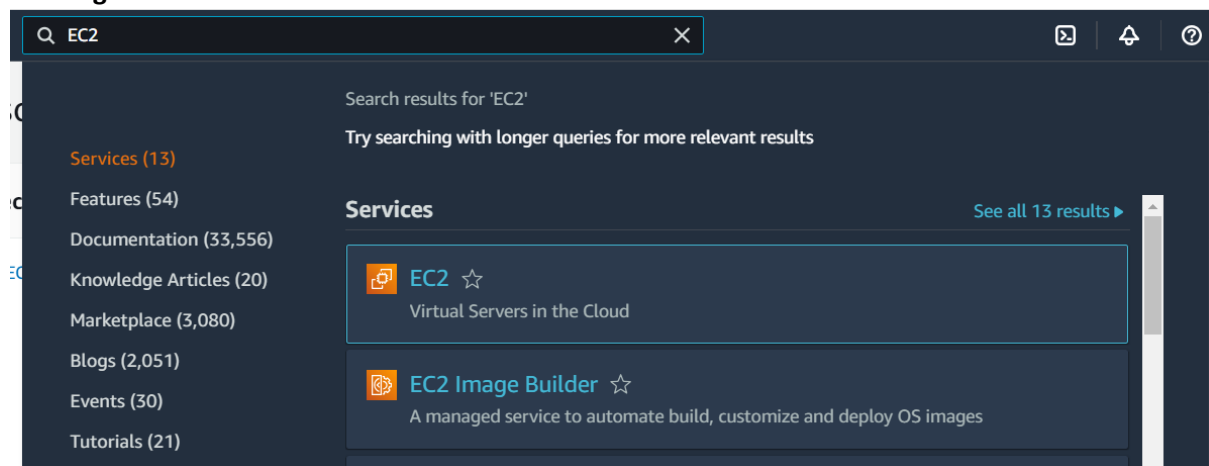 EC2
Search results for 'EC2'
Try searching with longer queries for more relevant results
Services (13)
Features (54)
Documentation (33,556)
Knowledge Articles (20)
Marketplace (3,080)
Blogs (2,051)
Events (30)
Tutorials (21)
Services
See all 13 results
EC2
Virtual Servers in the Cloud
EC2 Image Builder
A managed service to automate build, customize and deploy OS images